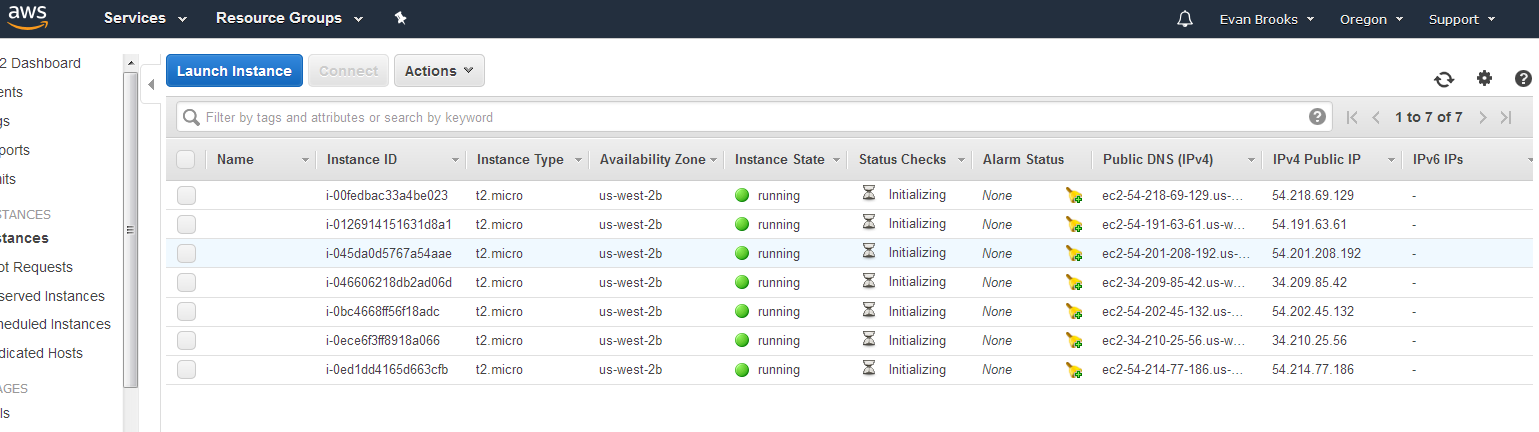 aws Services Resource Groups Evan Brooks Oregon Support
2 Dashboard
ents
gs
ports
nits
STANCES
stances
ot Requests
served Instances
heduled Instances
dicated Hosts
AGES
ls
Launch Instance Connect Actions
Filter by tags and attributes or search by keyword 1 to 7 of 7
Name Instance ID Instance Type Availability Zone Instance State Status Checks Alarm Status Public DNS (IPv4) IPv4 Public IP IPv6 IPs
i-00fedbac33a4be023 t2.micro us-west-2b running Initializing None ec2-54-218-69-129.us-... 54.218.69.129 -
i-0126914151631d8a1 t2.micro us-west-2b running Initializing None ec2-54-191-63-61.us-w... 54.191.63.61 -
i-045da0d5767a54aae t2.micro us-west-2b running Initializing None ec2-54-201-208-192.us-... 54.201.208.192 -
i-046606218db2ad06d t2.micro us-west-2b running Initializing None ec2-34-209-85-42.us-w... 34.209.85.42 -
i-0bc4668ff56f18adc t2.micro us-west-2b running Initializing None ec2-54-202-45-132.us-... 54.202.45.132 -
i-0ece6f3ff8918a066 t2.micro us-west-2b running Initializing None ec2-34-210-25-56.us-w... 34.210.25.56 -
i-0ed1dd4165d663cfb t2.micro us-west-2b running Initializing None ec2-54-214-77-186.us-... 54.214.77.186 -